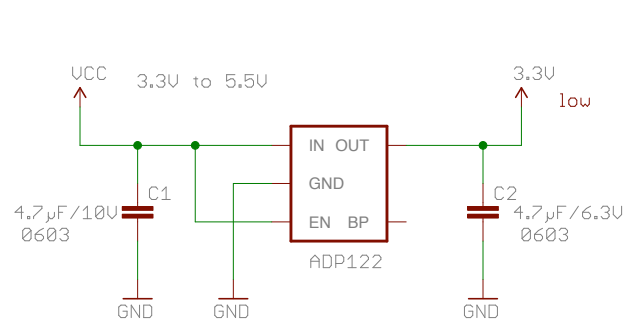 VCC
3.3V to 5.5V
3.3V
low
IN OUT
GND
EN BP
C1
4.7µF/10V
0603
C2
4.7µF/6.3V
0603
ADP122
GND
GND
GND